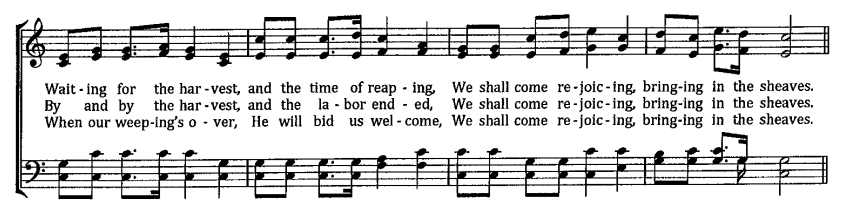 Wait-ing for the har-vest, and the time of reap-ing, We shall come re-joic-ing, bring-ing in the sheaves.
By and by the har-vest, and the la-bor end-ed, We shall come re-joic-ing, bring-ing in the sheaves.
When our weep-ing's o-ver, He will bid us wel-come, We shall come re-joic-ing, bring-ing in the sheaves.